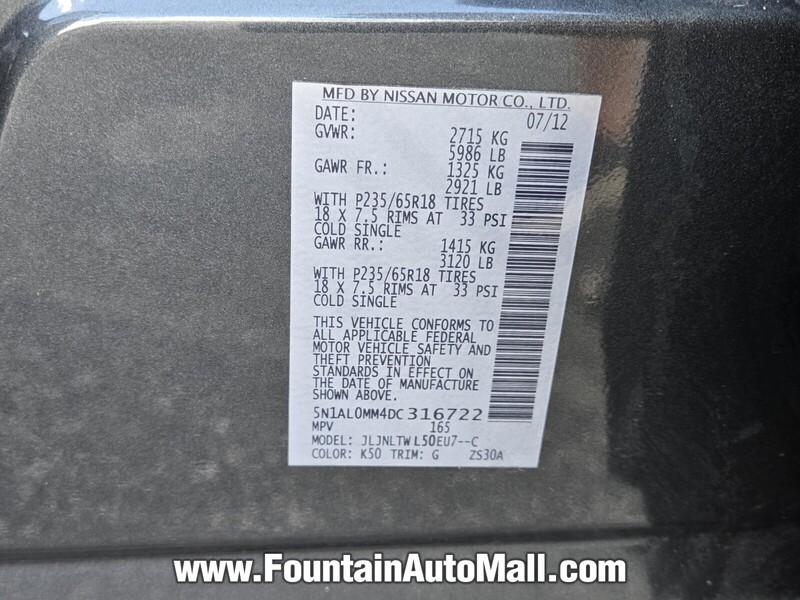 MFD BY NISSAN MOTOR CO., LTD.
DATE: 07/12
GVWR: 2715 KG
5986 LB
GAWR FR.: 1325 KG
2921 LB
WITH P235/65R18 TIRES
18 X 7.5 RIMS AT 33 PSI
COLD SINGLE
GAWR RR.: 1415 KG
3120 LB
WITH P235/65R18 TIRES
18 X 7.5 RIMS AT 33 PSI
COLD SINGLE
THIS VEHICLE CONFORMS TO
ALL APPLICABLE FEDERAL
MOTOR VEHICLE SAFETY AND
THEFT PREVENTION
STANDARDS IN EFFECT ON
THE DATE OF MANUFACTURE
SHOWN ABOVE.
5N1AL0MM4DC316722
MPV 165
MODEL: JLJNLTWL50EU7--C
COLOR: K50 TRIM: G ZS30A
www.FountainAutoMall.com